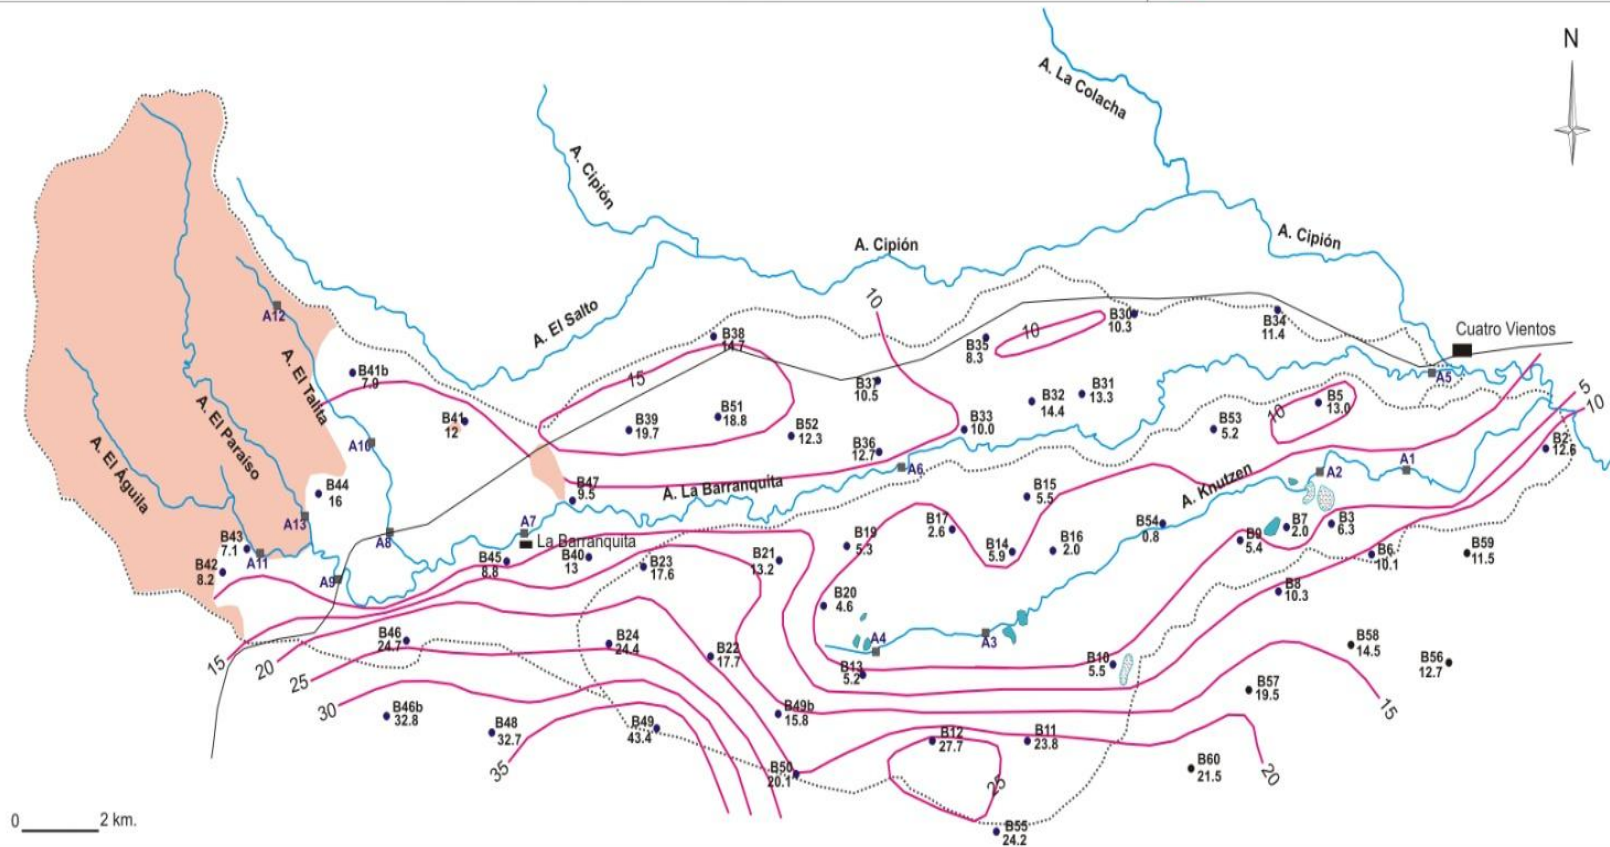 N
A. La Colacha
A. Cipión
A. Cipión
A. Cipión
A. El Salto
A12
A. El Talita
A. El Paraíso
A. El Águila
B41b
7.9
B41
12
A10
B44
16
A13
B43
7.1
A11
B42
8.2
A9
A8
B38
14.7
15
B39
19.7
B51
18.8
B52
12.3
10
B37
10.5
B36
12.7
B35
8.3
10
B30
10.3
B34
11.4
Cuatro Vientos
A5
B32
14.4
B31
13.3
B33
10.0
B53
5.2
10
B5
13.0
5
10
B2
12.6
A6
A. La Barranquita
B47
9.5
A7
La Barranquita
B45
8.8
B40
13
B23
17.6
B21
13.2
B19
5.3
B17
2.6
B15
5.5
B14
5.9
B16
2.0
B54
0.8
A. Knutzen
A2
A1
B7
2.0
B3
6.3
B9
5.4
B6
10.1
B59
11.5
B8
10.3
B20
4.6
A4
A3
B13
5.2
B10
5.5
B58
14.5
B56
12.7
B57
19.5
15
B46
24.7
B24
24.4
B22
17.7
15
20
25
30
35
B46b
32.8
B48
32.7
B49
43.4
B49b
15.8
B50
20.1
B12
27.7
B11
23.8
25
B60
21.5
20
B55
24.2
0 2 km.